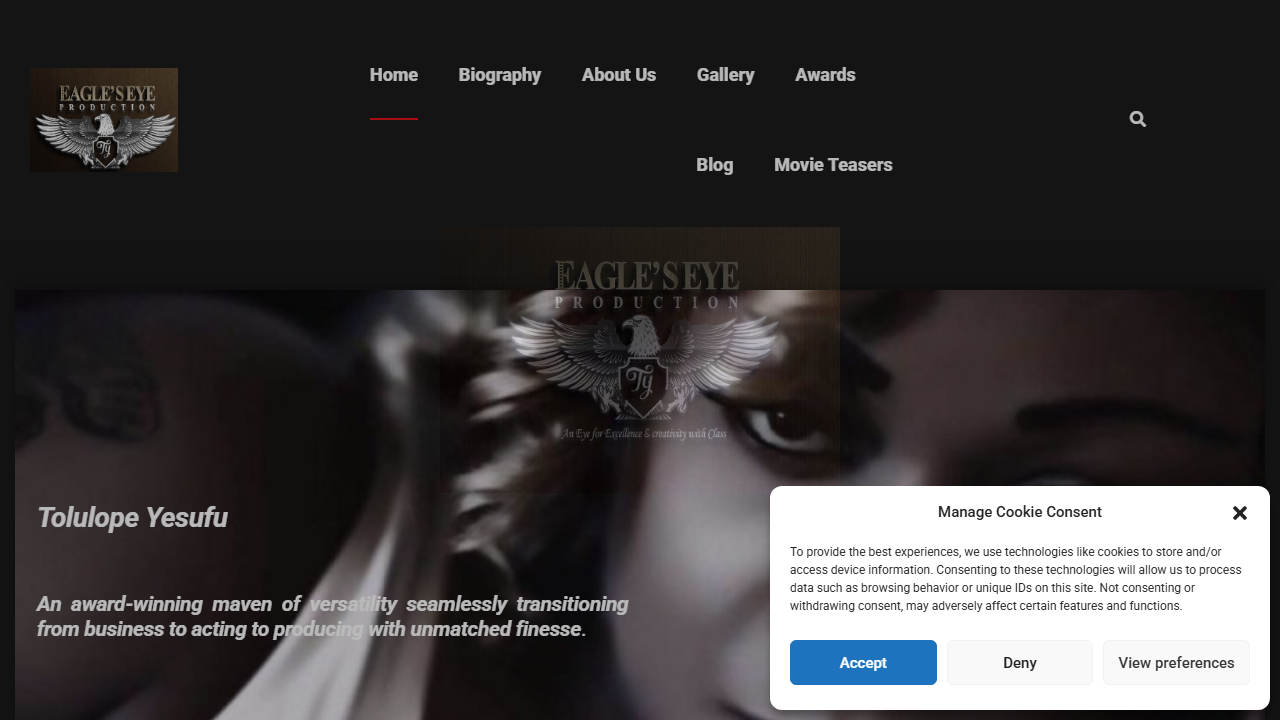 EAGLE'S EYE
PRODUCTION
Ty
Home
Biography
About Us
Gallery
Awards
Blog
Movie Teasers
EAGLE'S EYE
PRODUCTION
Ty
An Eye for Excellence & creativity with Class
Tolulope Yesufu
An award-winning maven of versatility seamlessly transitioning
from business to acting to producing with unmatched finesse.
Manage Cookie Consent
To provide the best experiences, we use technologies like cookies to store and/or
access device information. Consenting to these technologies will allow us to process
data such as browsing behavior or unique IDs on this site. Not consenting or
withdrawing consent, may adversely affect certain features and functions.
Accept
Deny
View preferences